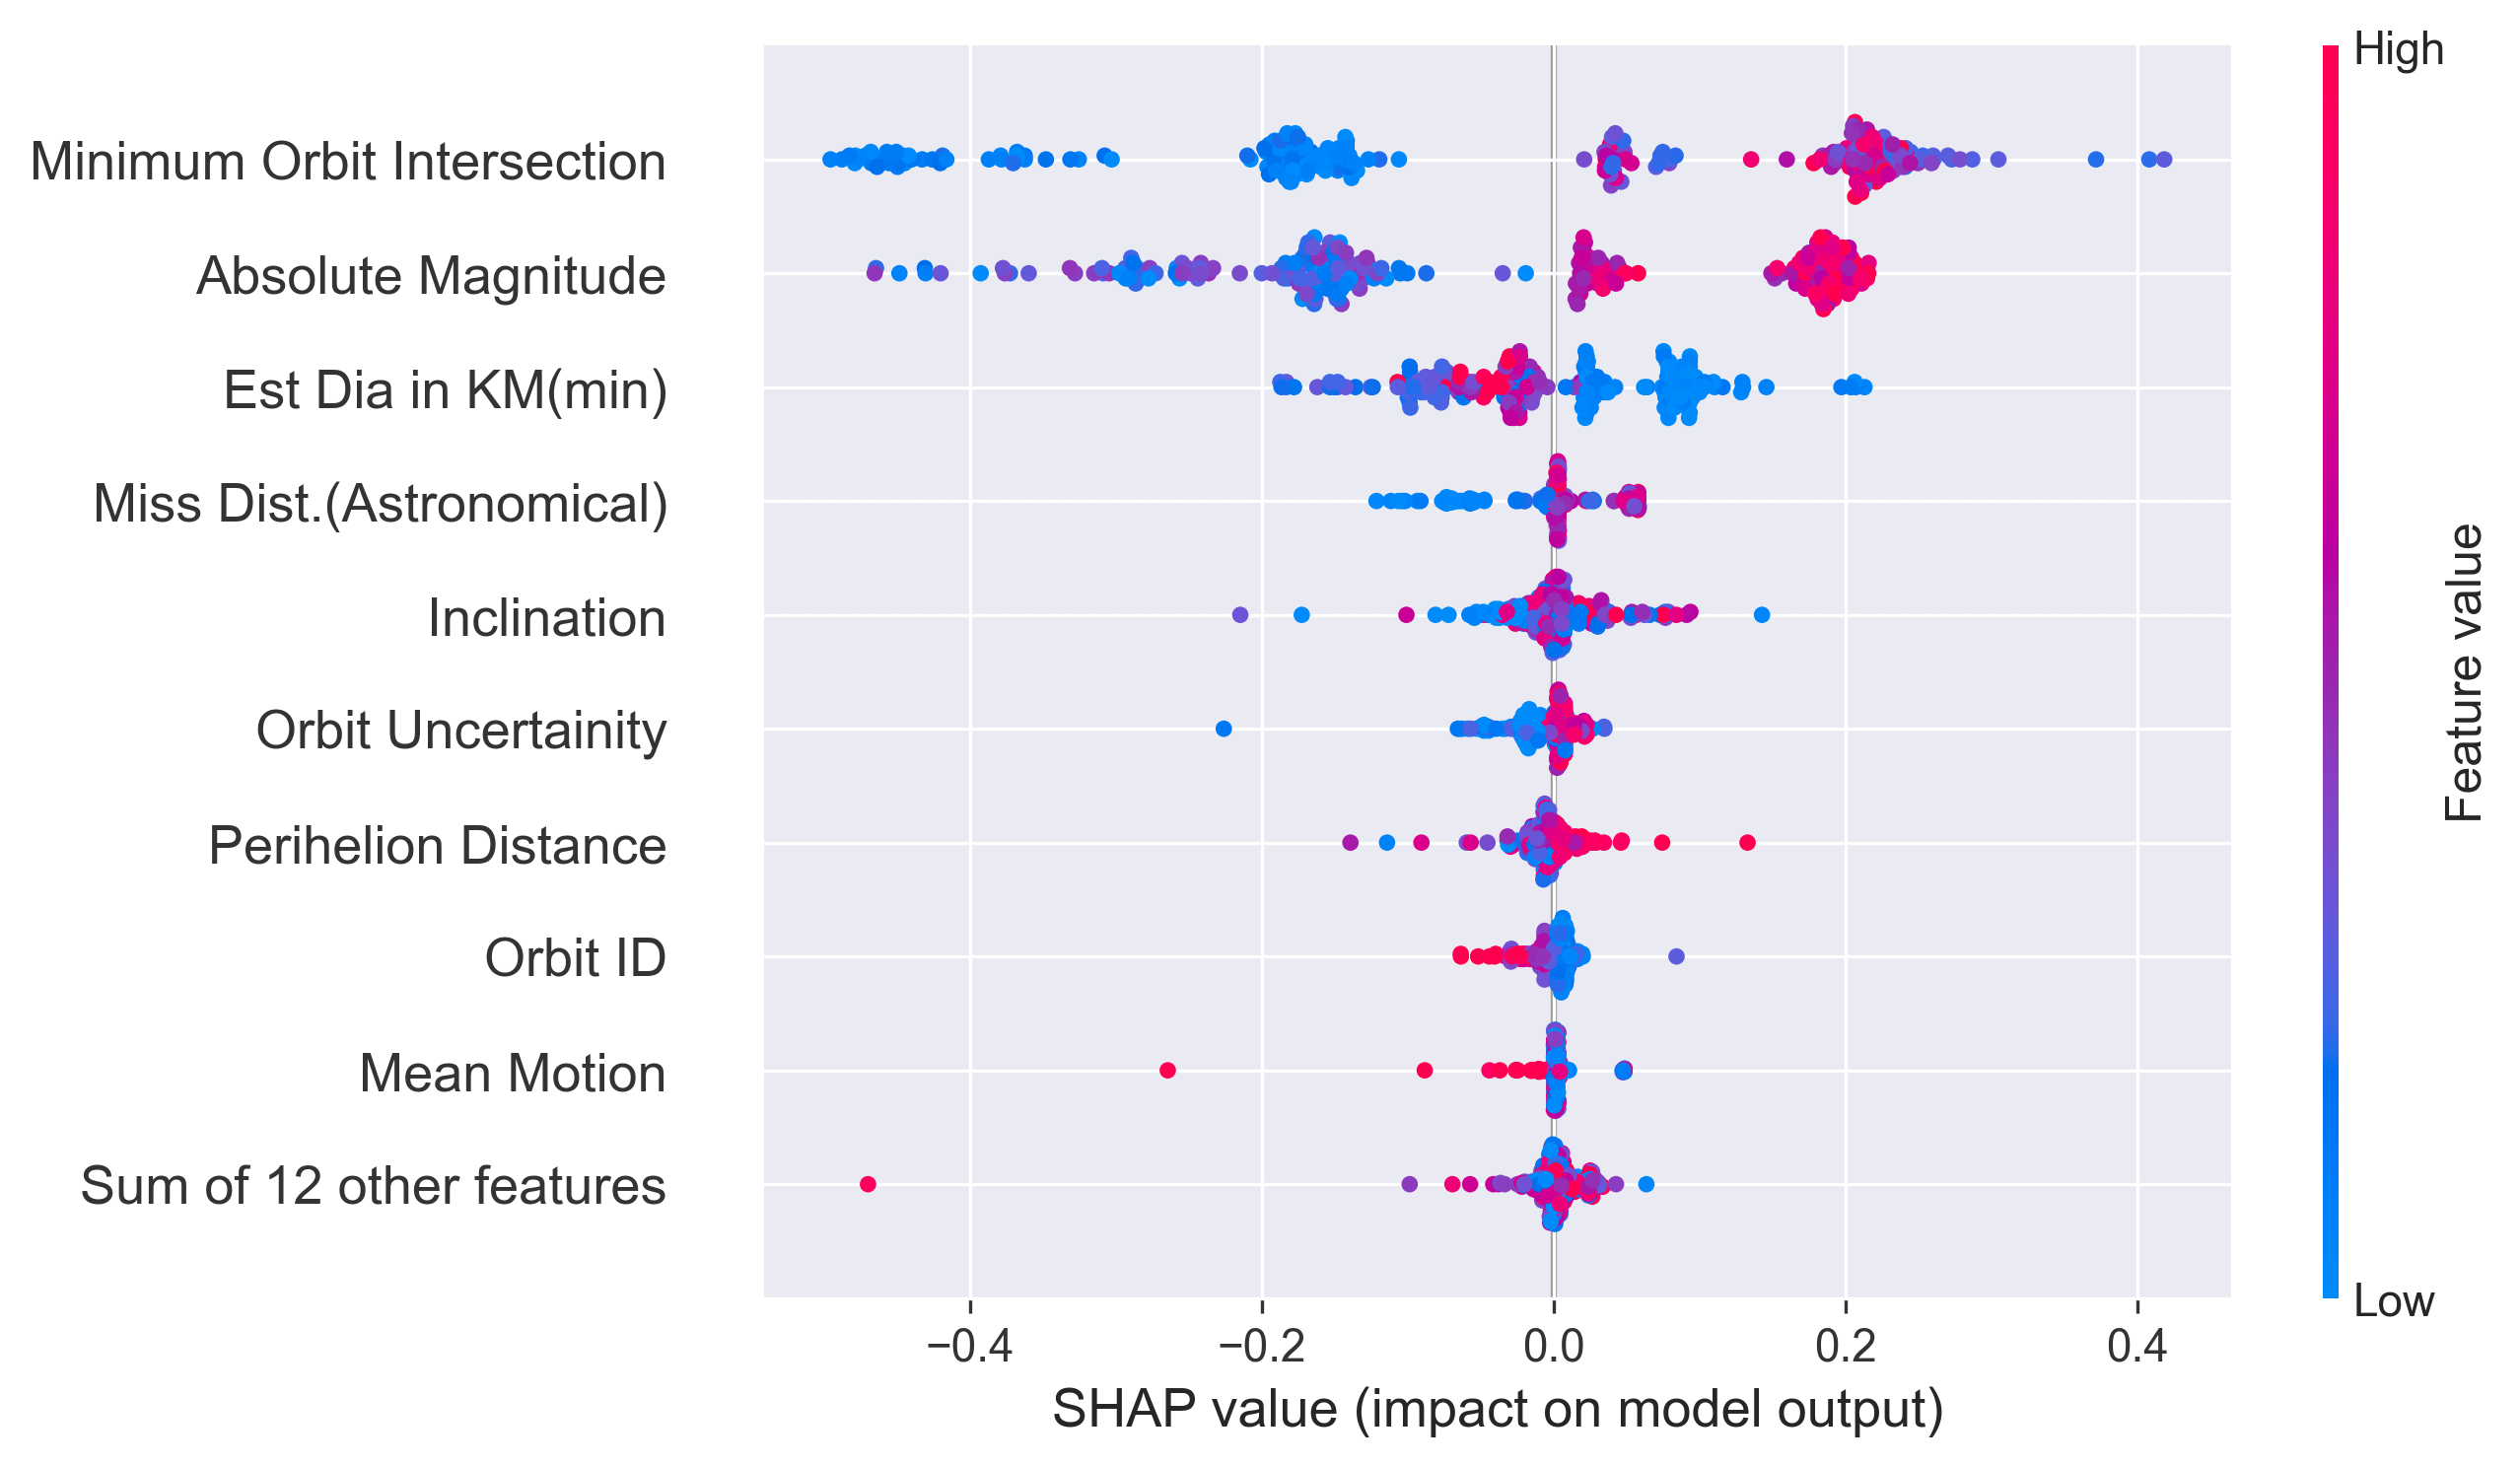 High
Minimum Orbit Intersection
Absolute Magnitude
Est Dia in KM(min)
Miss Dist.(Astronomical)
Inclination
Orbit Uncertainity
Perihelion Distance
Orbit ID
Mean Motion
Sum of 12 other features
Feature value
Low
−0.4 −0.2 0.0 0.2 0.4
SHAP value (impact on model output)